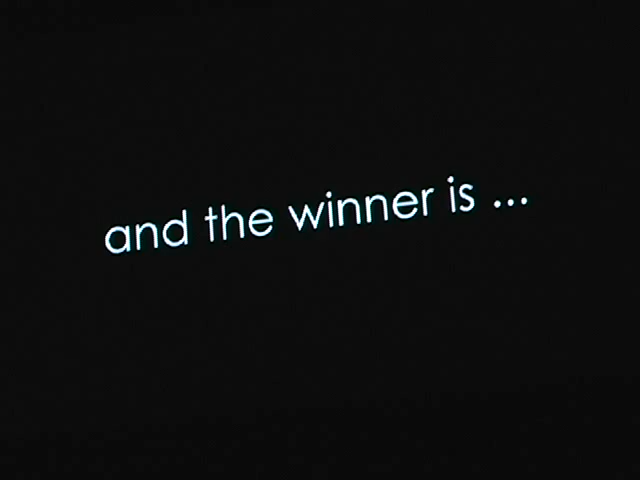 and the winner is ...